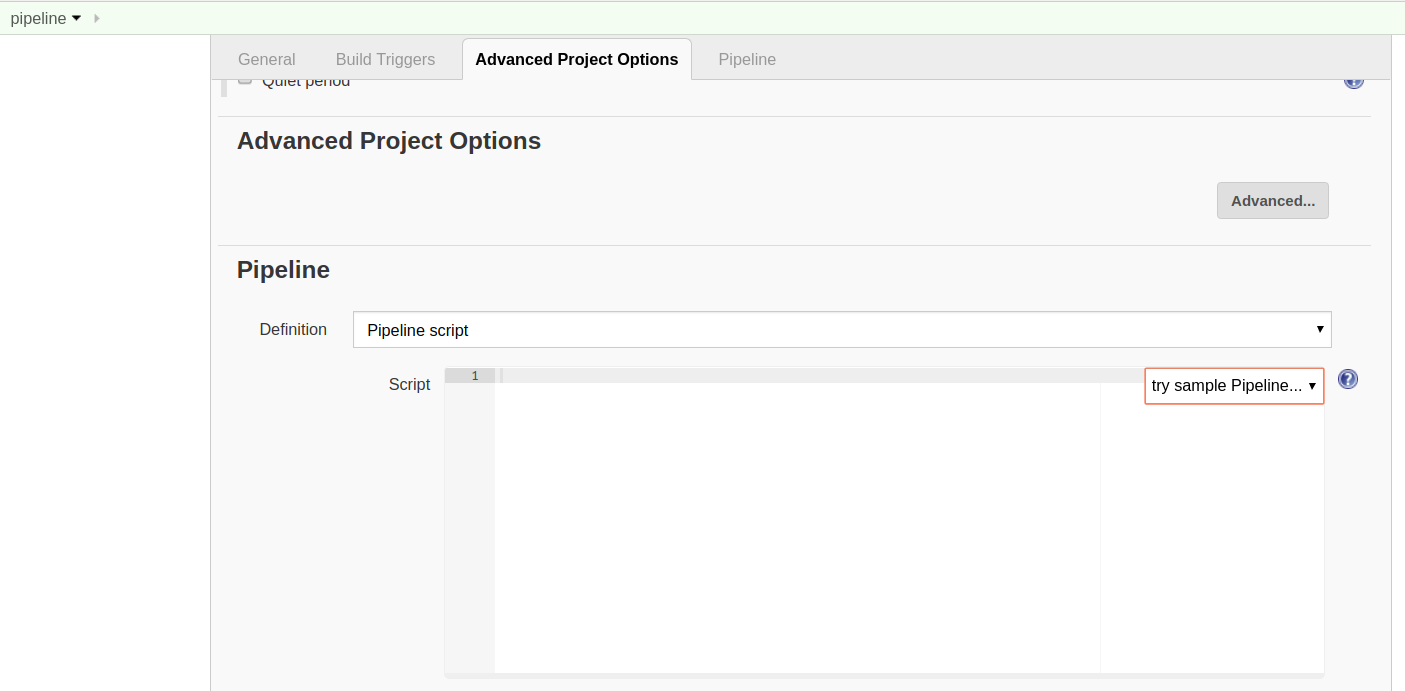 pipeline
General Build Triggers Advanced Project Options Pipeline
Quiet period
Advanced Project Options
Advanced...
Pipeline
Definition Pipeline script
Script 1 try sample Pipeline...